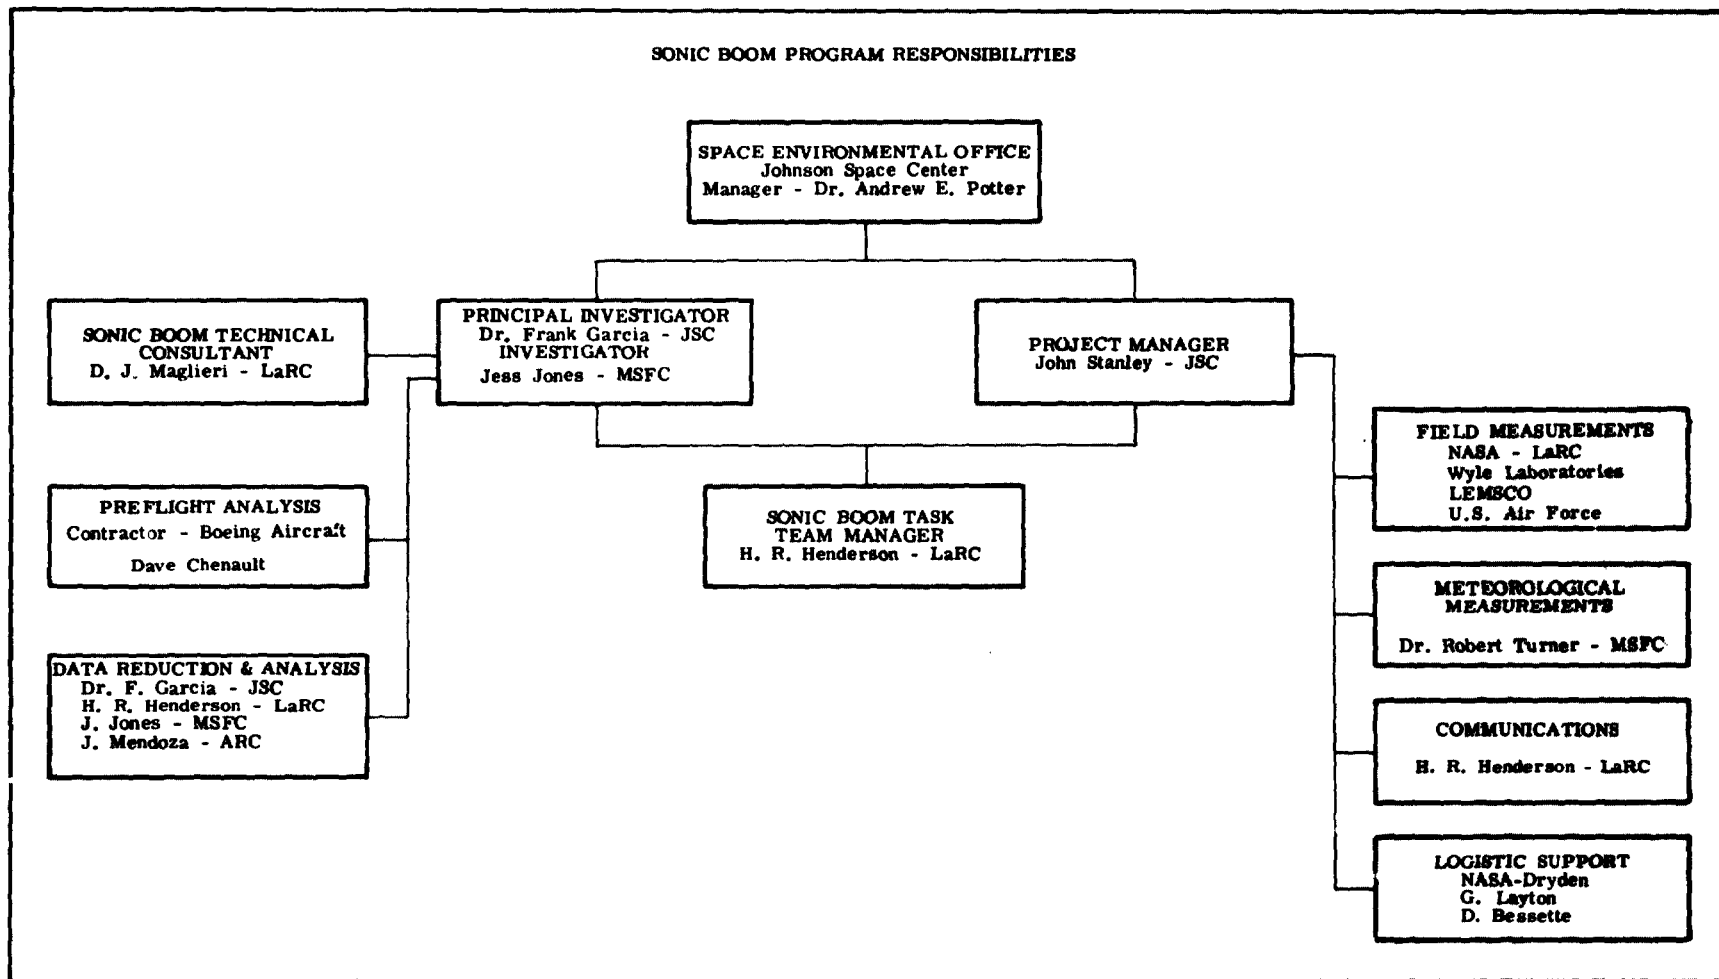 SONIC BOOM PROGRAM RESPONSIBILITIES
SPACE ENVIRONMENTAL OFFICE
Johnson Space Center
Manager - Dr. Andrew E. Potter
SONIC BOOM TECHNICAL
CONSULTANT
D. J. Maglieri - LaRC
PRINCIPAL INVESTIGATOR
Dr. Frank Garcia - JSC
INVESTIGATOR
Jess Jones - MSFC
PROJECT MANAGER
John Stanley - JSC
PREFLIGHT ANALYSIS
Contractor - Boeing Aircraft
Dave Chenault
SONIC BOOM TASK
TEAM MANAGER
H. R. Henderson - LaRC
DATA REDUCTION & ANALYSIS
Dr. F. Garcia - JSC
H. R. Henderson - LaRC
J. Jones - MSFC
J. Mendoza - ARC
FIELD MEASUREMENTS
NASA - LaRC
Wyle Laboratories
LEMSCO
U.S. Air Force
METEOROLOGICAL
MEASUREMENTS
Dr. Robert Turner - MSFC
COMMUNICATIONS
H. R. Henderson - LaRC
LOGISTIC SUPPORT
NASA-Dryden
G. Layton
D. Bessette